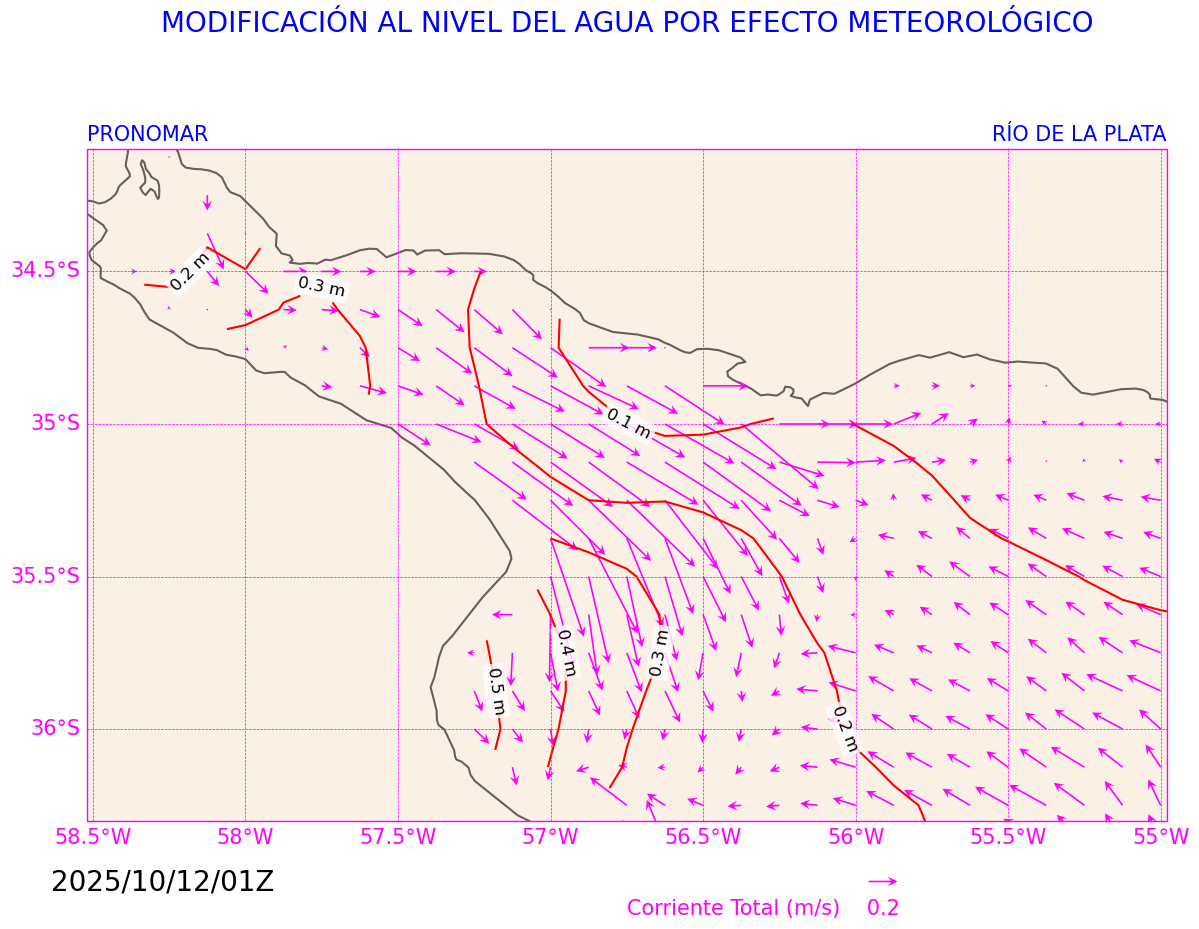 MODIFICACIÓN AL NIVEL DEL AGUA POR EFECTO METEOROLÓGICO
PRONOMAR
RÍO DE LA PLATA
34.5°S
35°S
35.5°S
36°S
0.2 m
0.3 m
0.1 m
0.4 m
0.3 m
0.5 m
0.2 m
58.5°W
58°W
57.5°W
57°W
56.5°W
56°W
55.5°W
55°W
2025/10/12/01Z
Corriente Total (m/s) 0.2